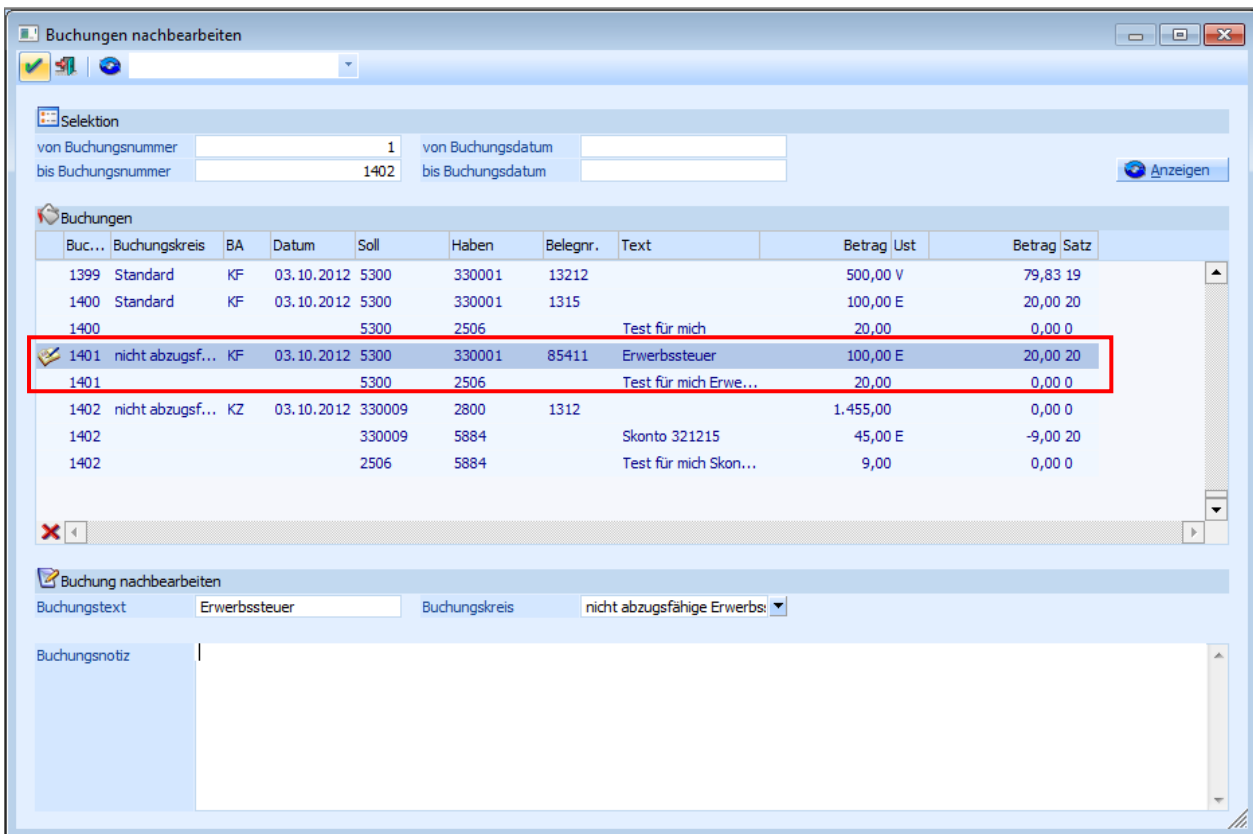 Buchungen nachbearbeiten
Selektion
von Buchungsnummer 1 von Buchungsdatum
bis Buchungsnummer 1402 bis Buchungsdatum Anzeigen
Buchungen
Buc... Buchungskreis BA Datum Soll Haben Belegnr. Text Betrag Ust Betrag Satz
1399 Standard KF 03.10.2012 5300 330001 13212 500,00 V 79,83 19
1400 Standard KF 03.10.2012 5300 330001 1315 100,00 E 20,00 20
1400 5300 2506 Test für mich 20,00 0,00 0
1401 nicht abzugsf... KF 03.10.2012 5300 330001 85411 Erwerbssteuer 100,00 E 20,00 20
1401 5300 2506 Test für mich Erwe... 20,00 0,00 0
1402 nicht abzugsf... KZ 03.10.2012 330009 2800 1312 1.455,00 0,00 0
1402 330009 5884 Skonto 321215 45,00 E -9,00 20
1402 2506 5884 Test für mich Skon... 9,00 0,00 0
Buchung nachbearbeiten
Buchungstext Erwerbssteuer Buchungskreis nicht abzugsfähige Erwerbs
Buchungsnotiz